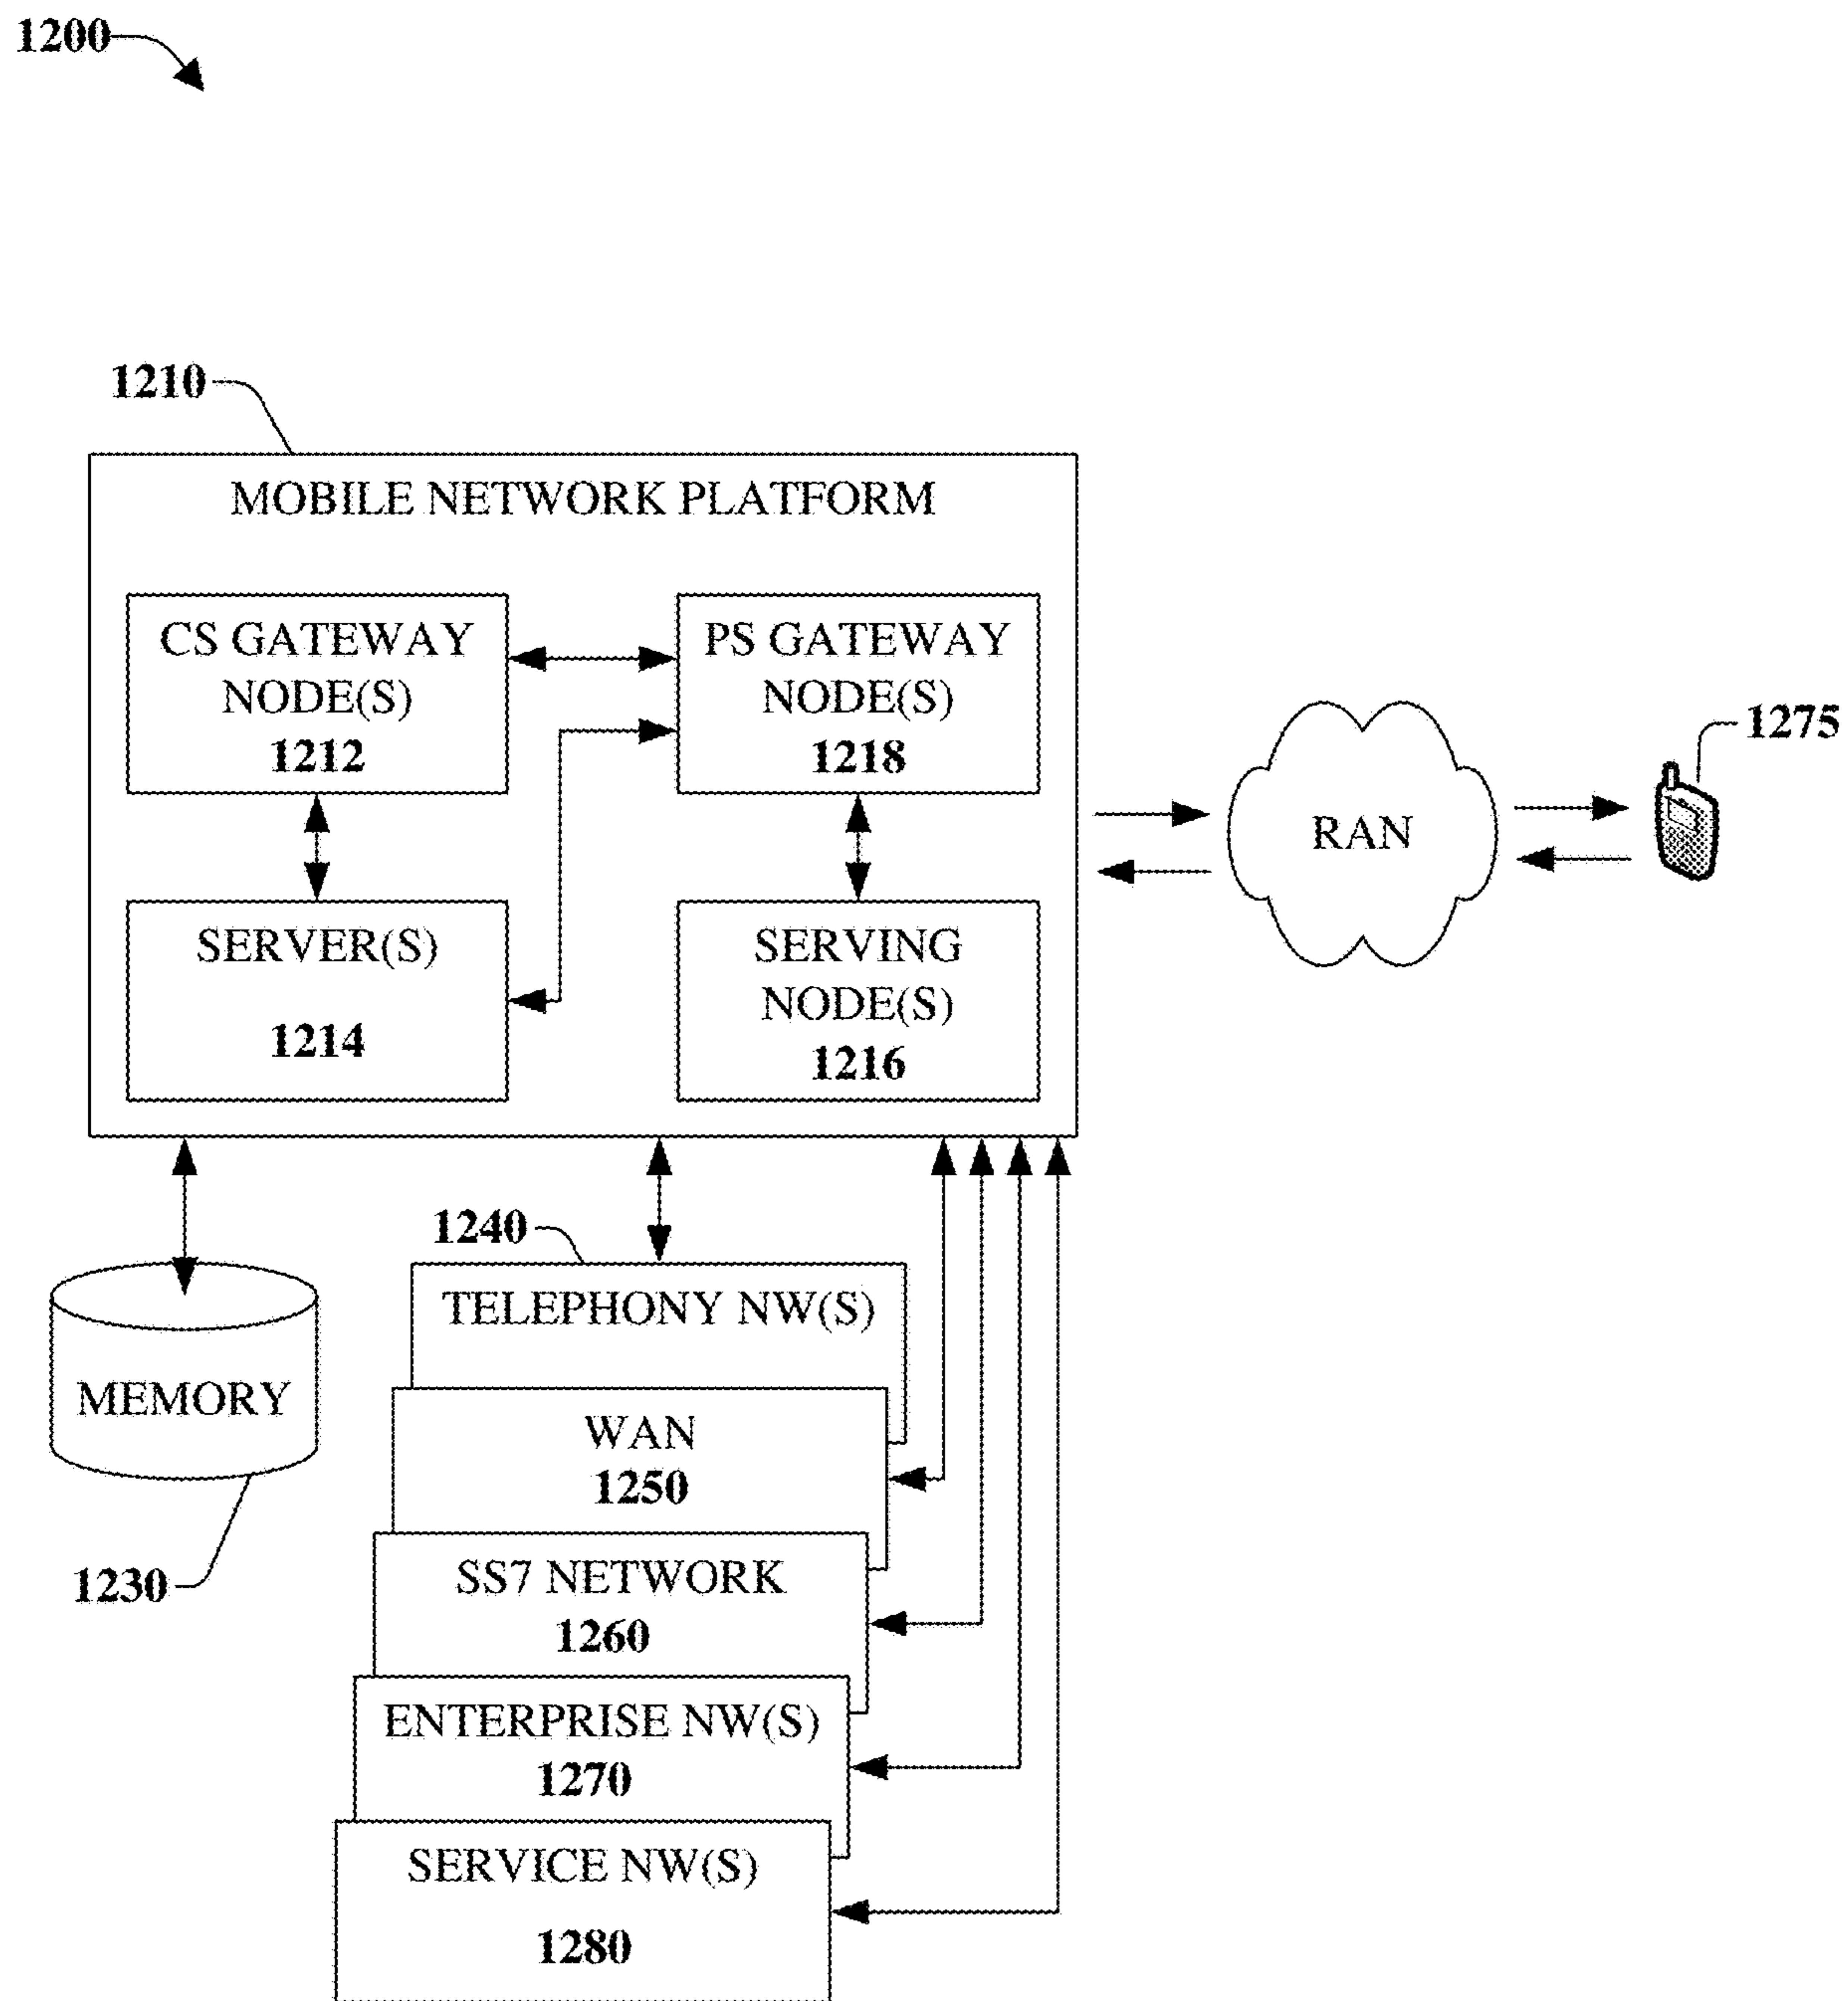 1200
1210
MOBILE NETWORK PLATFORM
CS GATEWAY
NODE(S)
1212
PS GATEWAY
NODE(S)
1218
SERVER(S)
1214
SERVING
NODE(S)
1216
RAN
1275
MEMORY
1230
1240
TELEPHONY NW(S)
WAN
1250
SS7 NETWORK
1260
ENTERPRISE NW(S)
1270
SERVICE NW(S)
1280